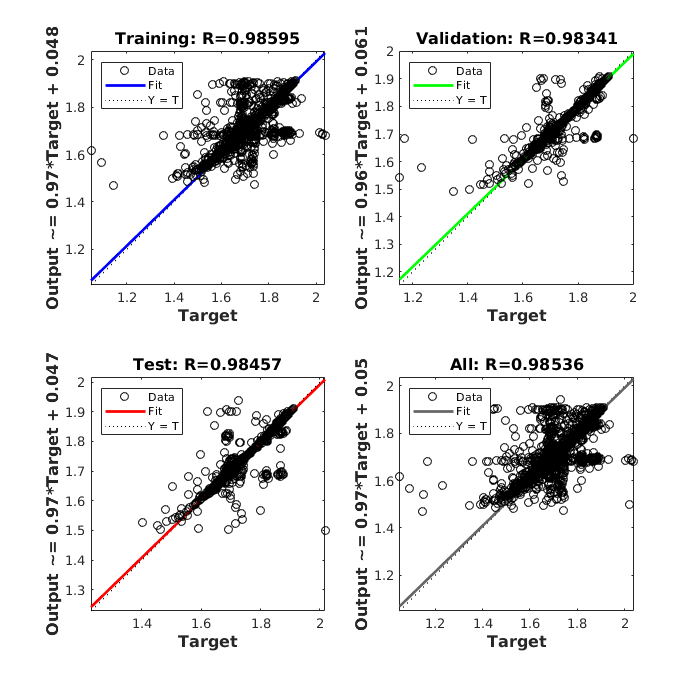 Training: R=0.98595
Output ~= 0.97*Target + 0.048
Data
Fit
Y = T
2
1.8
1.6
1.4
1.2
1.2 1.4 1.6 1.8 2
Target
Validation: R=0.98341
Output ~= 0.96*Target + 0.061
Data
Fit
Y = T
2
1.9
1.8
1.7
1.6
1.5
1.4
1.3
1.2
1.2 1.4 1.6 1.8 2
Target
Test: R=0.98457
Output ~= 0.97*Target + 0.047
Data
Fit
Y = T
2
1.9
1.8
1.7
1.6
1.5
1.4
1.3
1.4 1.6 1.8 2
Target
All: R=0.98536
Output ~= 0.97*Target + 0.05
Data
Fit
Y = T
2
1.8
1.6
1.4
1.2
1.2 1.4 1.6 1.8 2
Target